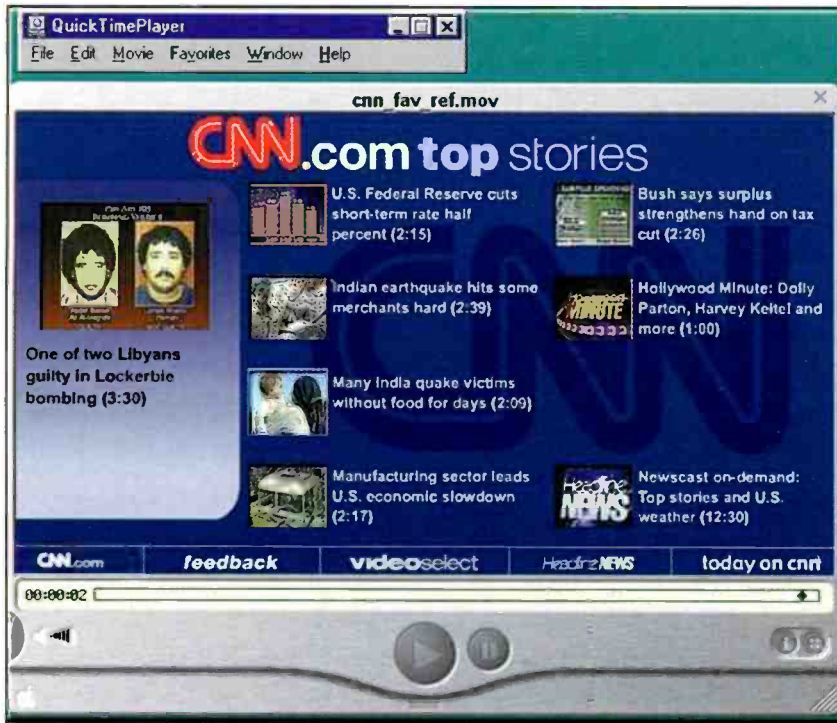 QuickTimePlayer
File Edit Movie Favorites Window Help
cnn_fav_ref.mov
CNN.com top stories
One of two Libyans
guilty in Lockerbie
bombing (3:30)
U.S. Federal Reserve cuts
short-term rate half
percent (2:15)
Indian earthquake hits some
merchants hard (2:39)
Many India quake victims
without food for days (2:09)
Manufacturing sector leads
U.S. economic slowdown
(2:17)
Bush says surplus
strengthens hand on tax
cut (2:26)
MINUTE
Hollywood Minute: Dolly
Parton, Harvey Keitel and
more (1:00)
Headline
NEWS
Newscast on-demand:
Top stories and U.S.
weather (12:30)
CNN
CNN.com feedback videoselect Headline NEWS today on cnn
00:00:02